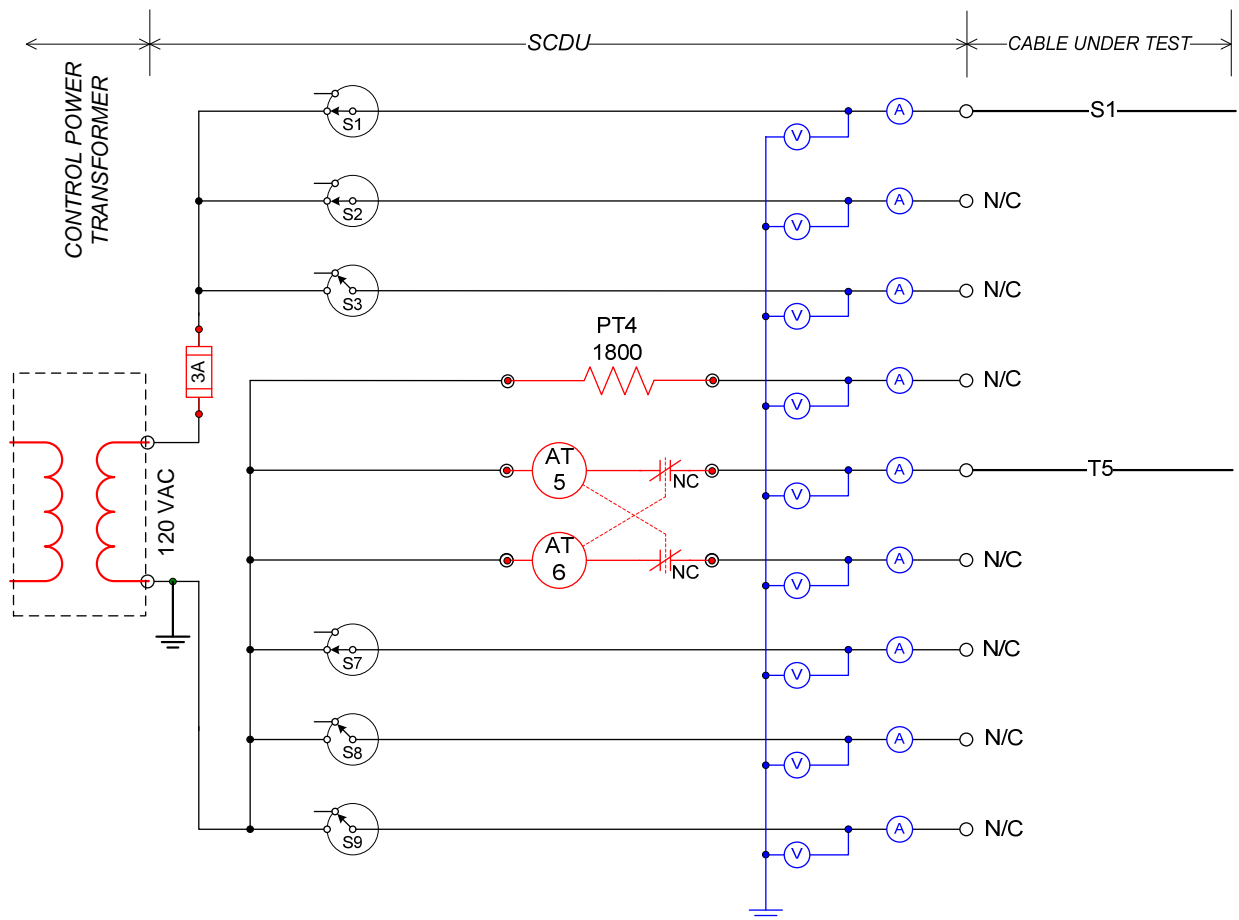 SCDU
CABLE UNDER TEST
CONTROL POWER
TRANSFORMER
S1
V
A
S1
S2
V
A
N/C
S3
V
A
N/C
3A
PT4
1800
V
A
N/C
120 VAC
AT
5
NC
V
A
T5
AT
6
NC
V
A
N/C
S7
V
A
N/C
S8
V
A
N/C
S9
V
A
N/C